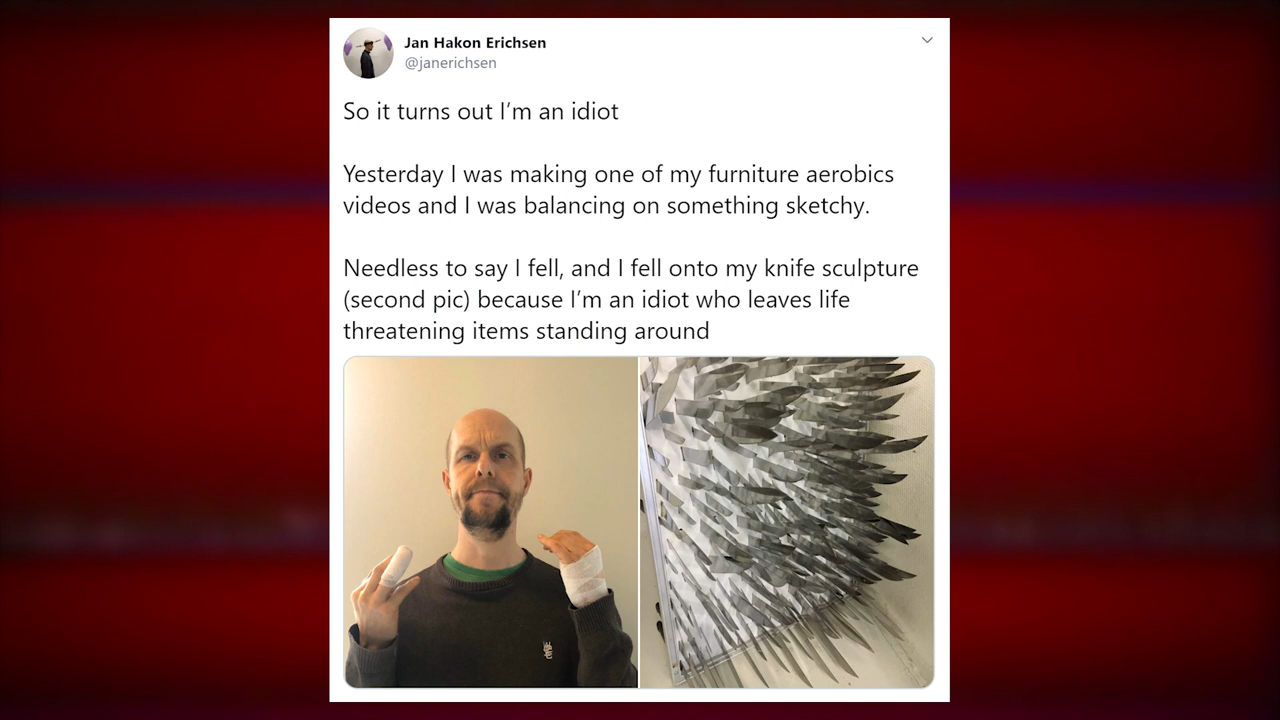 Jan Hakon Erichsen
@janerichsen
So it turns out I'm an idiot
Yesterday I was making one of my furniture aerobics
videos and I was balancing on something sketchy.
Needless to say I fell, and I fell onto my knife sculpture
(second pic) because I'm an idiot who leaves life
threatening items standing around